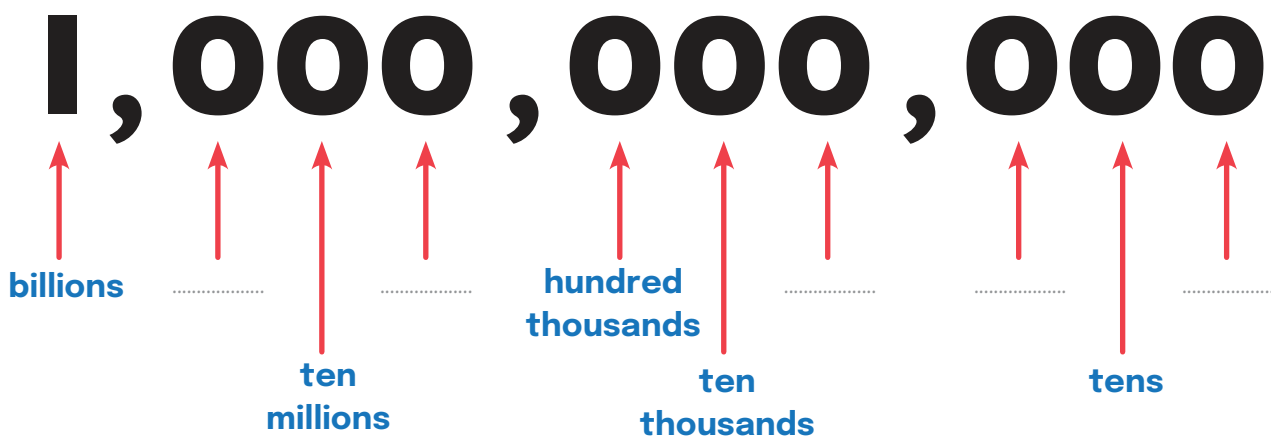 1,000,000,000
billions
hundred
thousands
ten
millions
ten
thousands
tens